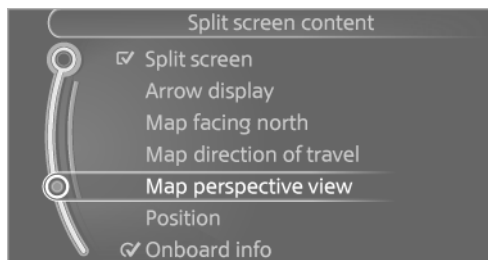 Split screen content
Split screen
Arrow display
Map facing north
Map direction of travel
Map perspective view
Position
Onboard info